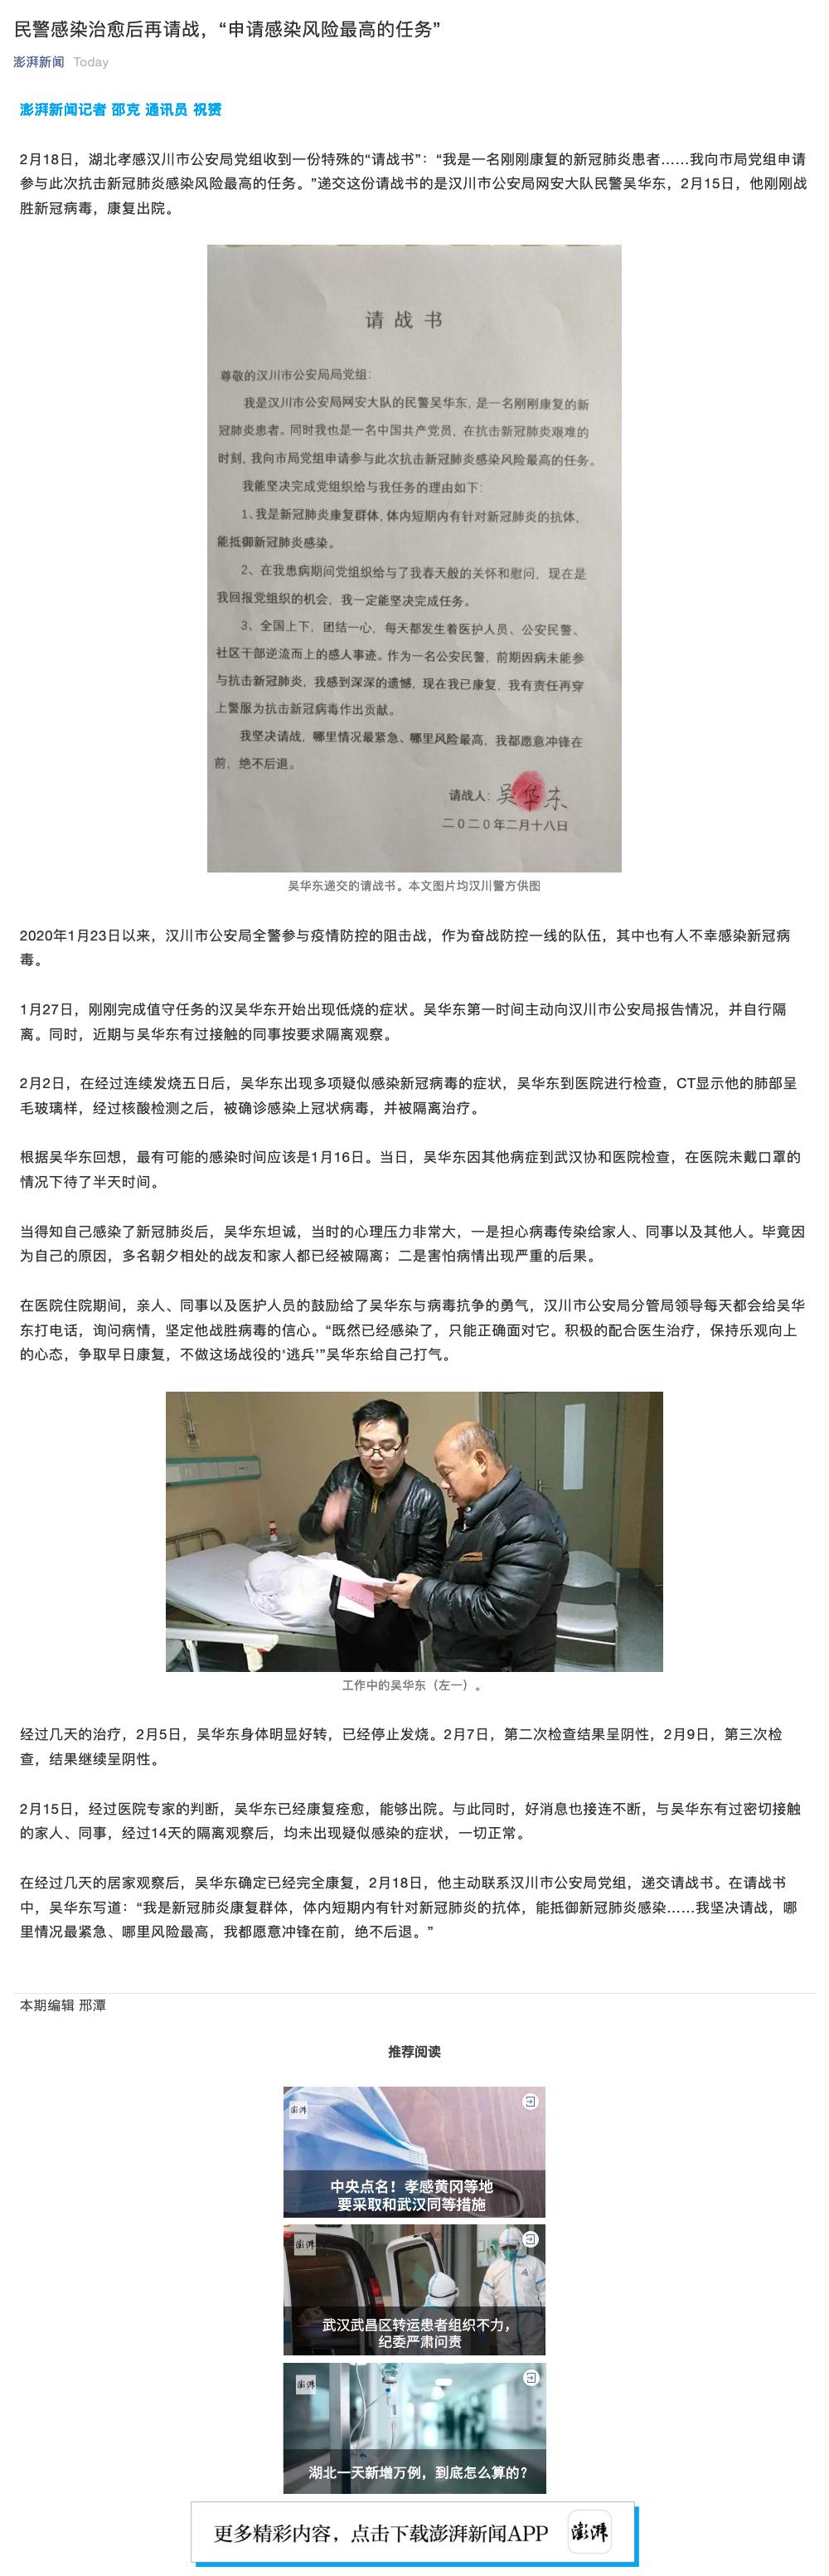 民警感染治愈后再请战，“申请感染风险最高的任务”
澎湃新闻 Today
澎湃新闻记者 邵克 通讯员 祝赟
2月18日，湖北孝感汉川市公安局党组收到一份特殊的“请战书”：“我是一名刚刚康复的新冠肺炎患者……我向市局党组申请
参与此次抗击新冠肺炎感染风险最高的任务。”递交这份请战书的是汉川市公安局网安大队民警吴华东，2月15日，他刚刚战
胜新冠病毒，康复出院。
请战书
尊敬的汉川市公安局局党组：
我是汉川市公安局网安大队的民警吴华东，是一名刚刚康复的新
冠肺炎患者。同时我也是一名中国共产党员，在抗击新冠肺炎艰难的
时刻，我向市局党组申请参与此次抗击新冠肺炎感染风险最高的任务。
我能坚决完成党组织给与我任务的理由如下：
1、我是新冠肺炎康复群体，体内短期内有针对新冠肺炎的抗体，
能抵御新冠肺炎感染。
2、在我患病期间党组织给与了我春天般的关怀和慰问，现在是
我回报党组织的机会，我一定能坚决完成任务。
3、全国上下，团结一心，每天都发生着医护人员、公安民警、
社区干部逆流而上的感人事迹。作为一名公安民警，前期因病未能参
与抗击新冠肺炎，我感到深深的遗憾，现在我已康复，我有责任再穿
上警服为抗击新冠病毒作出贡献。
我坚决请战，哪里情况最紧急、哪里风险最高，我都愿意冲锋在
前，绝不后退。
请战人：吴华东
二〇二〇年二月十八日
吴华东递交的请战书。本文图片均汉川警方供图
2020年1月23日以来，汉川市公安局全警参与疫情防控的阻击战，作为奋战防控一线的队伍，其中也有人不幸感染新冠病
毒。
1月27日，刚刚完成值守任务的汉吴华东开始出现低烧的症状。吴华东第一时间主动向汉川市公安局报告情况，并自行隔
离。同时，近期与吴华东有过接触的同事按要求隔离观察。
2月2日，在经过连续发烧五日后，吴华东出现多项疑似感染新冠病毒的症状，吴华东到医院进行检查，CT显示他的肺部呈
毛玻璃样，经过核酸检测之后，被确诊感染上冠状病毒，并被隔离治疗。
根据吴华东回想，最有可能的感染时间应该是1月16日。当日，吴华东因其他病症到武汉协和医院检查，在医院未戴口罩的
情况下待了半天时间。
当得知自己感染了新冠肺炎后，吴华东坦诚，当时的心理压力非常大，一是担心病毒传染给家人、同事以及其他人。毕竟因
为自己的原因，多名朝夕相处的战友和家人都已经被隔离；二是害怕病情出现严重的后果。
在医院住院期间，亲人、同事以及医护人员的鼓励给了吴华东与病毒抗争的勇气，汉川市公安局分管局领导每天都会给吴华
东打电话，询问病情，坚定他战胜病毒的信心。“既然已经感染了，只能正确面对它。积极的配合医生治疗，保持乐观向上
的心态，争取早日康复，不做这场战役的‘逃兵’”吴华东给自己打气。
工作中的吴华东（左一）。
经过几天的治疗，2月5日，吴华东身体明显好转，已经停止发烧。2月7日，第二次检查结果呈阴性，2月9日，第三次检
查，结果继续呈阴性。
2月15日，经过医院专家的判断，吴华东已经康复痊愈，能够出院。与此同时，好消息也接连不断，与吴华东有过密切接触
的家人、同事，经过14天的隔离观察后，均未出现疑似感染的症状，一切正常。
在经过几天的居家观察后，吴华东确定已经完全康复，2月18日，他主动联系汉川市公安局党组，递交请战书。在请战书
中，吴华东写道：“我是新冠肺炎康复群体，体内短期内有针对新冠肺炎的抗体，能抵御新冠肺炎感染……我坚决请战，哪
里情况最紧急、哪里风险最高，我都愿意冲锋在前，绝不后退。”
本期编辑 邢潭
推荐阅读
澎湃
中央点名！孝感黄冈等地
要采取和武汉同等措施
澎湃
武汉武昌区转运患者组织不力，
纪委严肃问责
澎湃
湖北一天新增万例，到底怎么算的？
更多精彩内容，点击下载澎湃新闻APP 澎湃